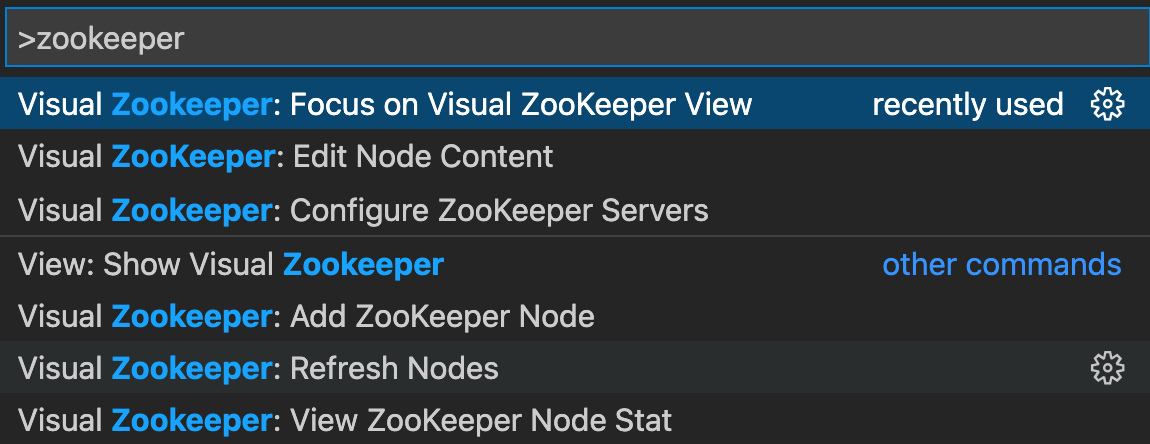 >zookeeper
Visual Zookeeper: Focus on Visual ZooKeeper View recently used
Visual ZooKeeper: Edit Node Content
Visual Zookeeper: Configure ZooKeeper Servers
View: Show Visual Zookeeper other commands
Visual Zookeeper: Add ZooKeeper Node
Visual Zookeeper: Refresh Nodes
Visual Zookeeper: View ZooKeeper Node Stat